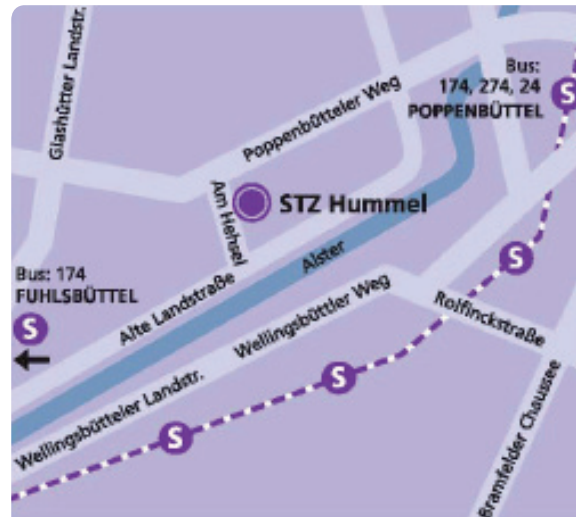 Glashütter Landstr.
Poppenbütteler Weg
Bus:
174, 274, 24
POPPENBÜTTEL
S
Am Hehsel
STZ Hummel
Bus: 174
FUHLSBÜTTEL
S
Alte Landstraße
Alster
S
Wellingsbüttler Weg
Rolfinckstraße
Wellingsbütteler Landstr.
S
S
Bramfelder Chaussee